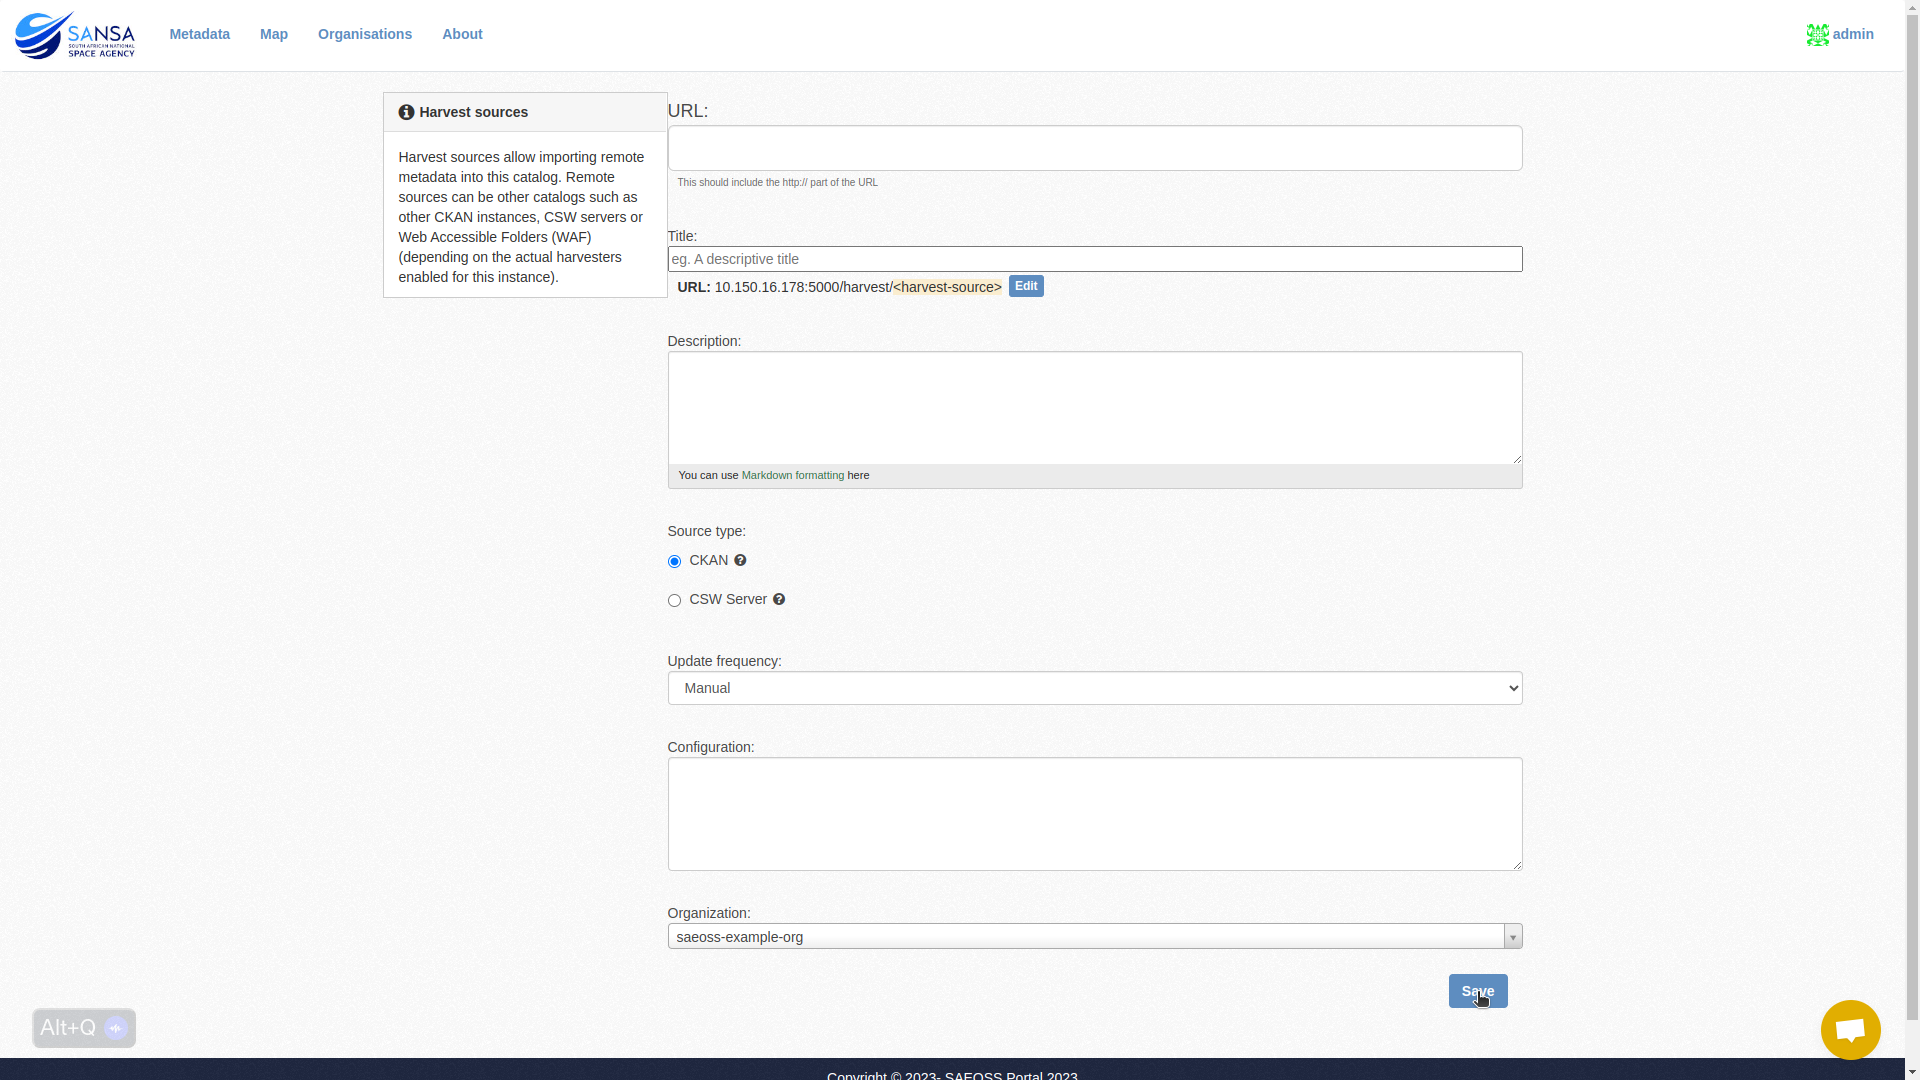 SANSA
SOUTH AFRICAN NATIONAL
SPACE AGENCY
Metadata
Map
Organisations
About
admin
Harvest sources
Harvest sources allow importing remote
metadata into this catalog. Remote
sources can be other catalogs such as
other CKAN instances, CSW servers or
Web Accessible Folders (WAF)
(depending on the actual harvesters
enabled for this instance).
URL:
This should include the http:// part of the URL
Title:
eg. A descriptive title
URL: 10.150.16.178:5000/harvest/<harvest-source> Edit
Description:
You can use Markdown formatting here
Source type:
CKAN
CSW Server
Update frequency:
Manual
Configuration:
Organization:
saeoss-example-org
Save
Alt+Q
Copyright © 2023- SAEOSS Portal 2023